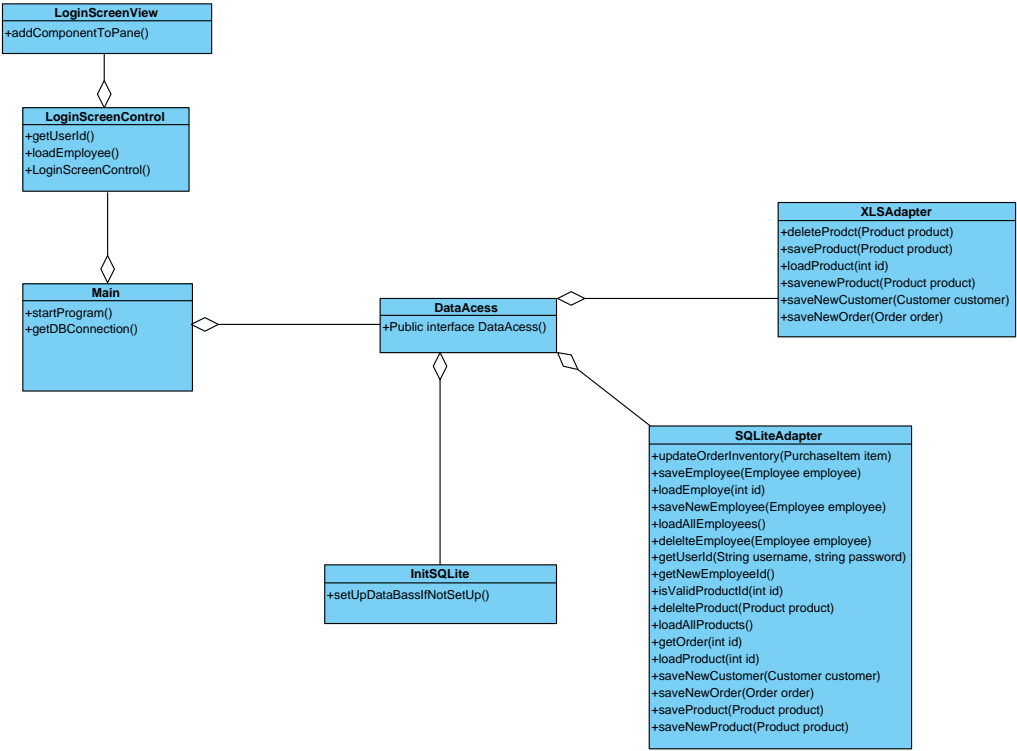 LoginScreenView
+addComponentToPane()
LoginScreenControl
+getUserId()
+loadEmployee()
+LoginScreenControl()
Main
+startProgram()
+getDBConnection()
DataAcess
+Public interface DataAcess()
XLSAdapter
+deleteProdct(Product product)
+saveProduct(Product product)
+loadProduct(int id)
+savenewProduct(Product product)
+saveNewCustomer(Customer customer)
+saveNewOrder(Order order)
InitSQLite
+setUpDataBassIfNotSetUp()
SQLiteAdapter
+updateOrderInventory(PurchaseItem item)
+saveEmployee(Employee employee)
+loadEmploye(int id)
+saveNewEmployee(Employee employee)
+loadAllEmployees()
+delelteEmployee(Employee employee)
+getUserId(String username, string password)
+getNewEmployeeId()
+isValidProductId(int id)
+delelteProduct(Product product)
+loadAllProducts()
+getOrder(int id)
+loadProduct(int id)
+saveNewCustomer(Customer customer)
+saveNewOrder(Order order)
+saveProduct(Product product)
+saveNewProduct(Product product)